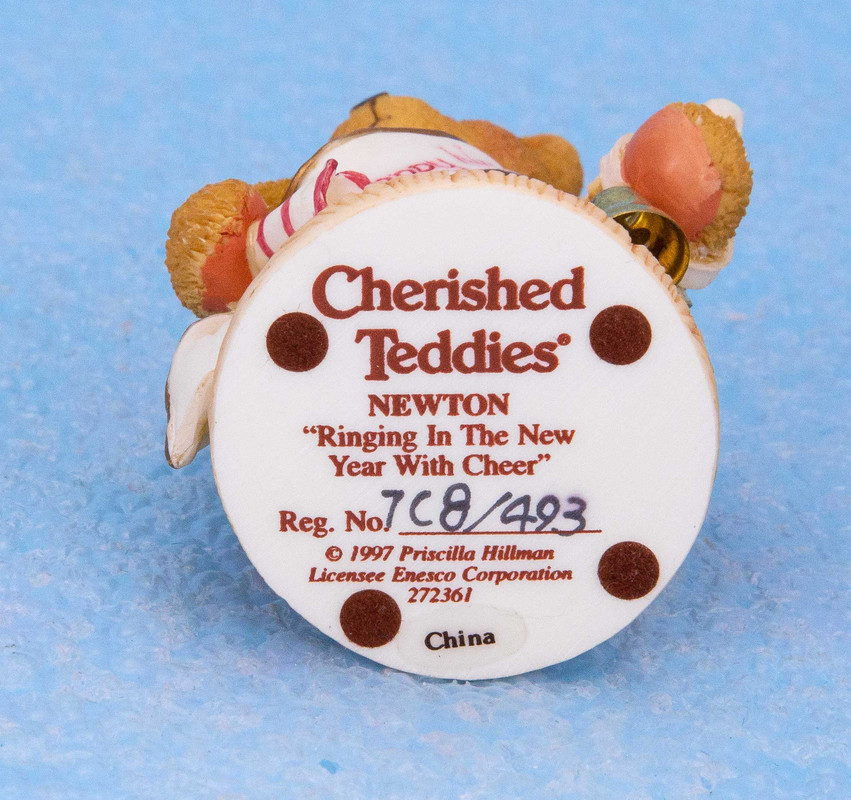 Cherished
Teddies®
NEWTON
“Ringing In The New
Year With Cheer”
Reg. No. 7C8/493
© 1997 Priscilla Hillman
Licensee Enesco Corporation
272361
China